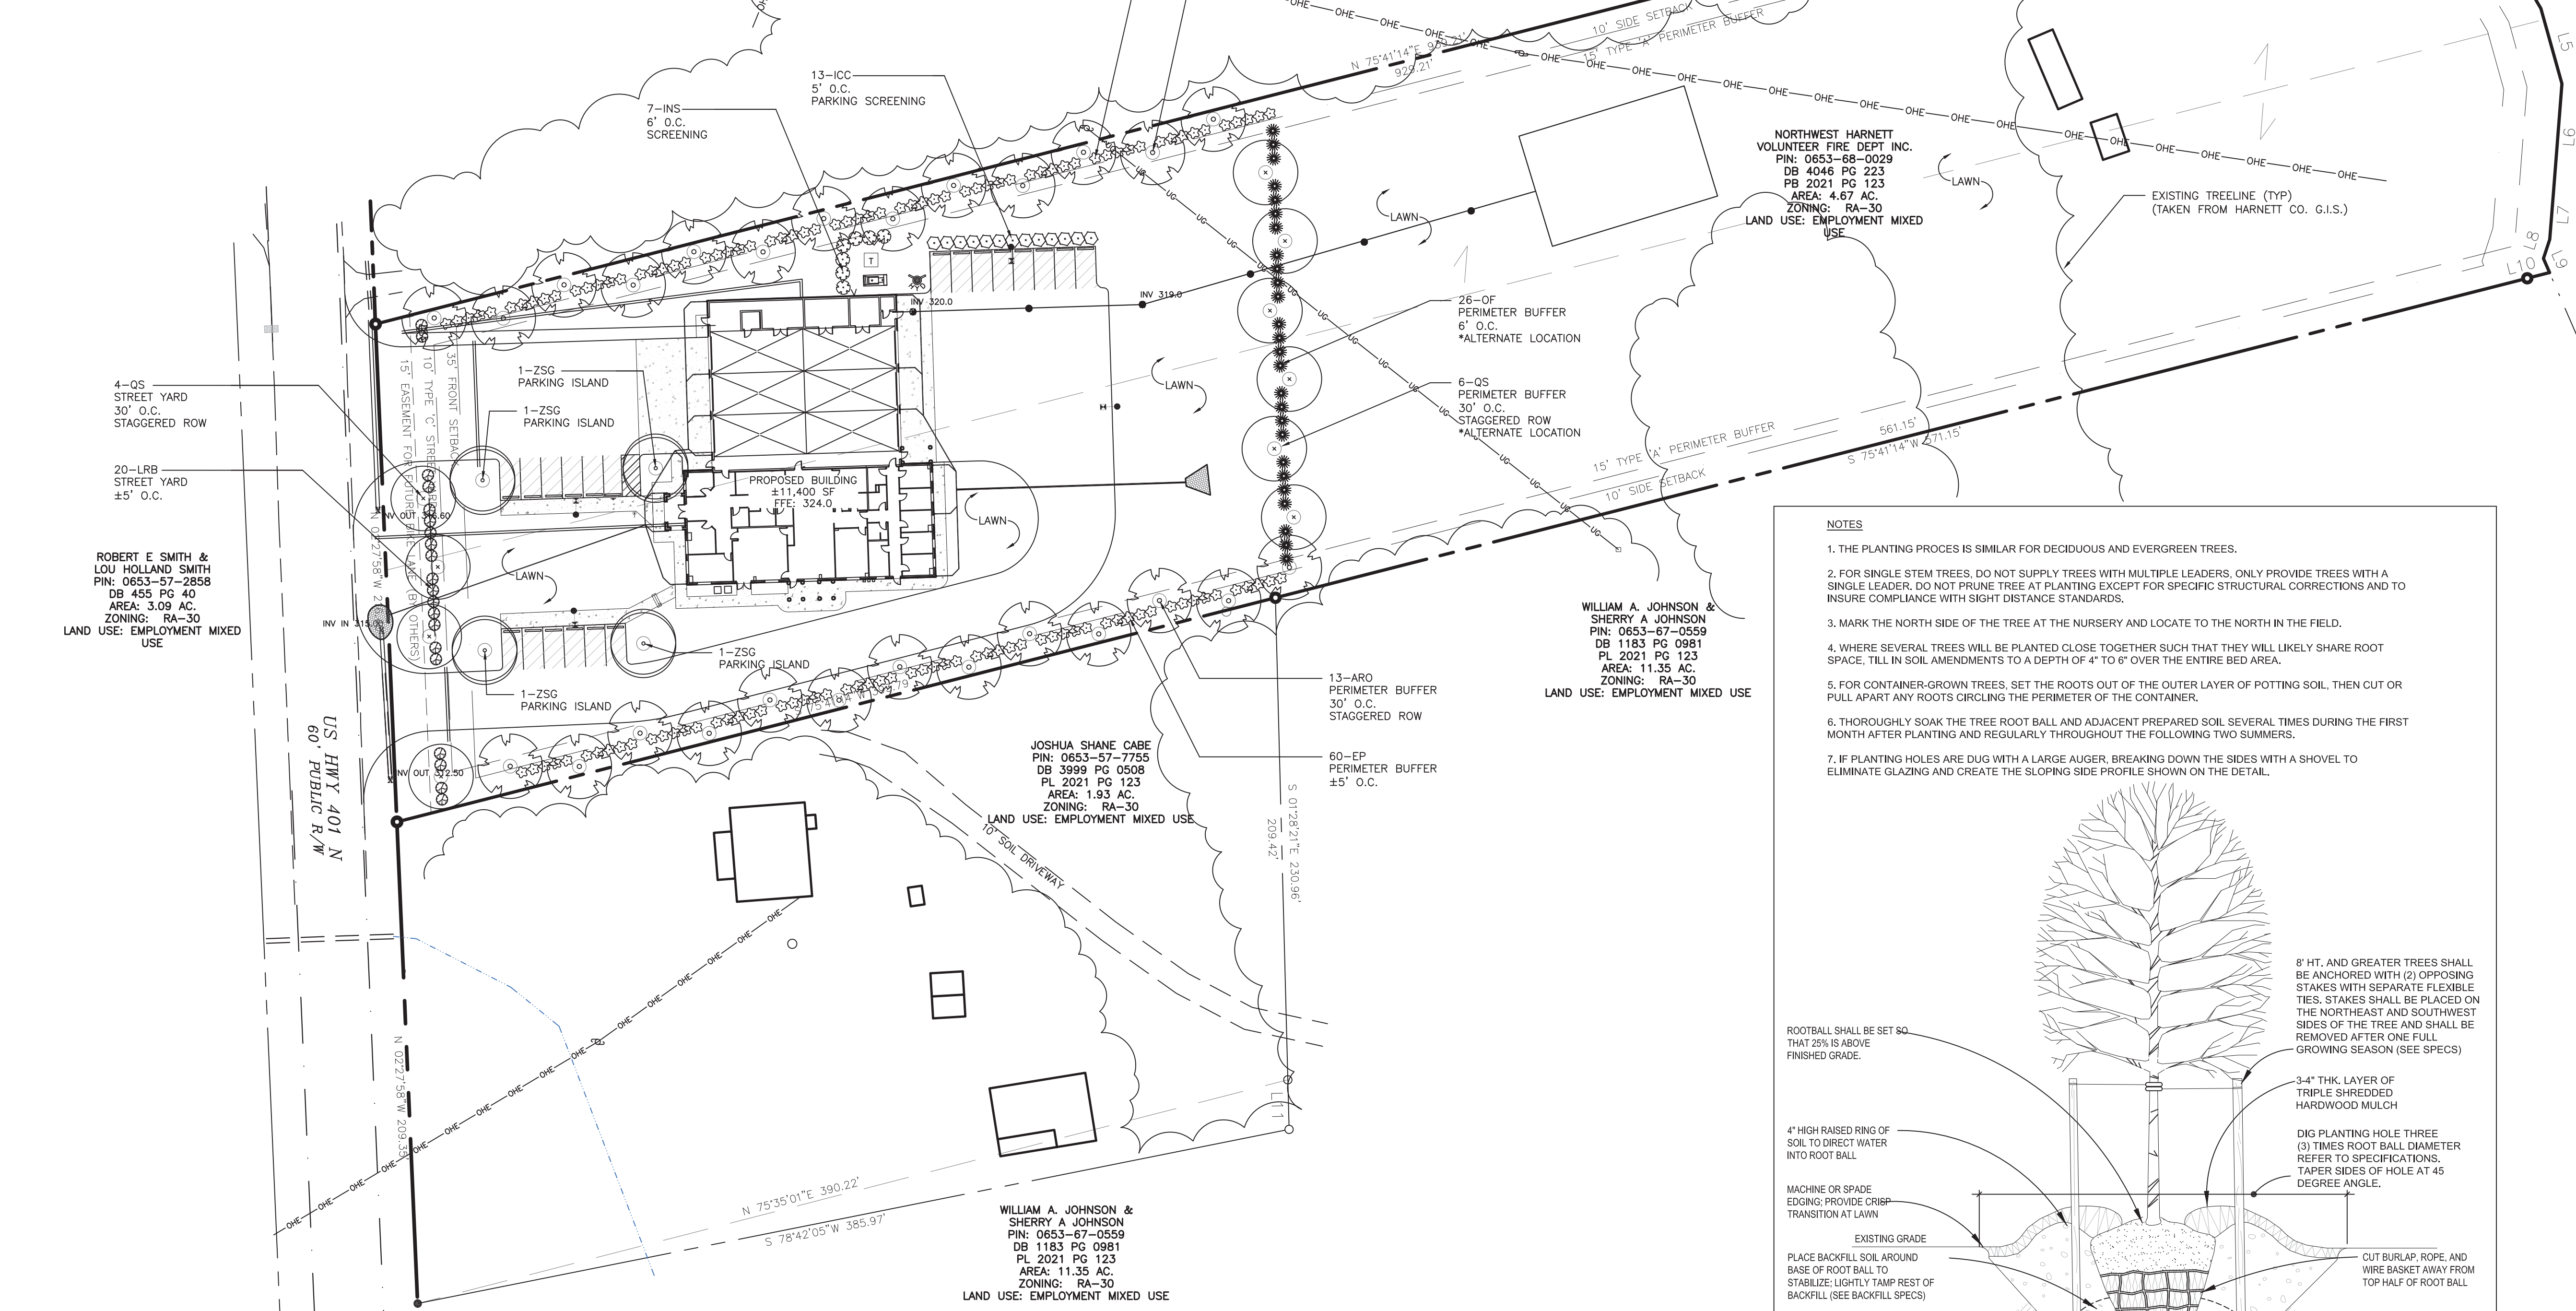 10' SIDE SETBACK
15' TYPE 'A' PERIMETER BUFFER
N 75°41'14"E
929.21'
13-ICC
5' O.C.
PARKING SCREENING
7-INS
6' O.C.
SCREENING
NORTHWEST HARNETT
VOLUNTEER FIRE DEPT INC.
PIN: 0653-68-0029
DB 4046 PG 223
PB 2021 PG 123
AREA: 4.67 AC.
ZONING: RA-30
LAND USE: EMPLOYMENT MIXED
USE
LAWN
LAWN
EXISTING TREELINE (TYP)
(TAKEN FROM HARNETT CO. G.I.S.)
L5
L6
L7
L8
L9
L10
T
INV 320.0
INV 319.0
26-OF
PERIMETER BUFFER
6' O.C.
*ALTERNATE LOCATION
6-QS
PERIMETER BUFFER
30' O.C.
STAGGERED ROW
*ALTERNATE LOCATION
4-QS
STREET YARD
30' O.C.
STAGGERED ROW
20-LRB
STREET YARD
±5' O.C.
35' FRONT SETBACK
10' TYPE 'C'
15' EASEMENT FOR FUTURE BIKE LANE (BY OTHERS)
1-ZSG
PARKING ISLAND
1-ZSG
PARKING ISLAND
LAWN
PROPOSED BUILDING
±11,400 SF
FFE: 324.0
LAWN
LAWN
15' TYPE 'A' PERIMETER BUFFER
10' SIDE SETBACK
561.15'
S 75°41'14"W 571.15'
ROBERT E SMITH &
LOU HOLLAND SMITH
PIN: 0653-57-2858
DB 455 PG 40
AREA: 3.09 AC.
ZONING: RA-30
LAND USE: EMPLOYMENT MIXED
USE
INV IN
1-ZSG
PARKING ISLAND
1-ZSG
PARKING ISLAND
US HWY 401 N
60' PUBLIC R/W
WILLIAM A. JOHNSON &
SHERRY A JOHNSON
PIN: 0653-67-0559
DB 1183 PG 0981
PL 2021 PG 123
AREA: 11.35 AC.
ZONING: RA-30
LAND USE: EMPLOYMENT MIXED USE
13-ARO
PERIMETER BUFFER
30' O.C.
STAGGERED ROW
60-EP
PERIMETER BUFFER
±5' O.C.
JOSHUA SHANE CABE
PIN: 0653-57-7755
DB 3999 PG 0508
PL 2021 PG 123
AREA: 1.93 AC.
ZONING: RA-30
LAND USE: EMPLOYMENT MIXED USE
10' SOIL DRIVEWAY
S 01°28'21"E 230.96'
209.42'
N 02°27'58"W 209.35'
L11
N 75°35'01"E 390.22'
S 78°42'05"W 385.97'
WILLIAM A. JOHNSON &
SHERRY A JOHNSON
PIN: 0653-67-0559
DB 1183 PG 0981
PL 2021 PG 123
AREA: 11.35 AC.
ZONING: RA-30
LAND USE: EMPLOYMENT MIXED USE
NOTES
1. THE PLANTING PROCES IS SIMILAR FOR DECIDUOUS AND EVERGREEN TREES.
2. FOR SINGLE STEM TREES, DO NOT SUPPLY TREES WITH MULTIPLE LEADERS, ONLY PROVIDE TREES WITH A
SINGLE LEADER. DO NOT PRUNE TREE AT PLANTING EXCEPT FOR SPECIFIC STRUCTURAL CORRECTIONS AND TO
INSURE COMPLIANCE WITH SIGHT DISTANCE STANDARDS.
3. MARK THE NORTH SIDE OF THE TREE AT THE NURSERY AND LOCATE TO THE NORTH IN THE FIELD.
4. WHERE SEVERAL TREES WILL BE PLANTED CLOSE TOGETHER SUCH THAT THEY WILL LIKELY SHARE ROOT
SPACE, TILL IN SOIL AMENDMENTS TO A DEPTH OF 4" TO 6" OVER THE ENTIRE BED AREA.
5. FOR CONTAINER-GROWN TREES, SET THE ROOTS OUT OF THE OUTER LAYER OF POTTING SOIL, THEN CUT OR
PULL APART ANY ROOTS CIRCLING THE PERIMETER OF THE CONTAINER.
6. THOROUGHLY SOAK THE TREE ROOT BALL AND ADJACENT PREPARED SOIL SEVERAL TIMES DURING THE FIRST
MONTH AFTER PLANTING AND REGULARLY THROUGHOUT THE FOLLOWING TWO SUMMERS.
7. IF PLANTING HOLES ARE DUG WITH A LARGE AUGER, BREAKING DOWN THE SIDES WITH A SHOVEL TO
ELIMINATE GLAZING AND CREATE THE SLOPING SIDE PROFILE SHOWN ON THE DETAIL.
8' HT. AND GREATER TREES SHALL
BE ANCHORED WITH (2) OPPOSING
STAKES WITH SEPARATE FLEXIBLE
TIES. STAKES SHALL BE PLACED ON
THE NORTHEAST AND SOUTHWEST
SIDES OF THE TREE AND SHALL BE
REMOVED AFTER ONE FULL
GROWING SEASON (SEE SPECS)
ROOTBALL SHALL BE SET SO
THAT 25% IS ABOVE
FINISHED GRADE.
3-4" THK. LAYER OF
TRIPLE SHREDDED
HARDWOOD MULCH
4" HIGH RAISED RING OF
SOIL TO DIRECT WATER
INTO ROOT BALL
DIG PLANTING HOLE THREE
(3) TIMES ROOT BALL DIAMETER
REFER TO SPECIFICATIONS.
TAPER SIDES OF HOLE AT 45
DEGREE ANGLE.
MACHINE OR SPADE
EDGING; PROVIDE CRISP
TRANSITION AT LAWN
EXISTING GRADE
PLACE BACKFILL SOIL AROUND
BASE OF ROOT BALL TO
STABILIZE; LIGHTLY TAMP REST OF
BACKFILL (SEE BACKFILL SPECS)
CUT BURLAP, ROPE, AND
WIRE BASKET AWAY FROM
TOP HALF OF ROOT BALL